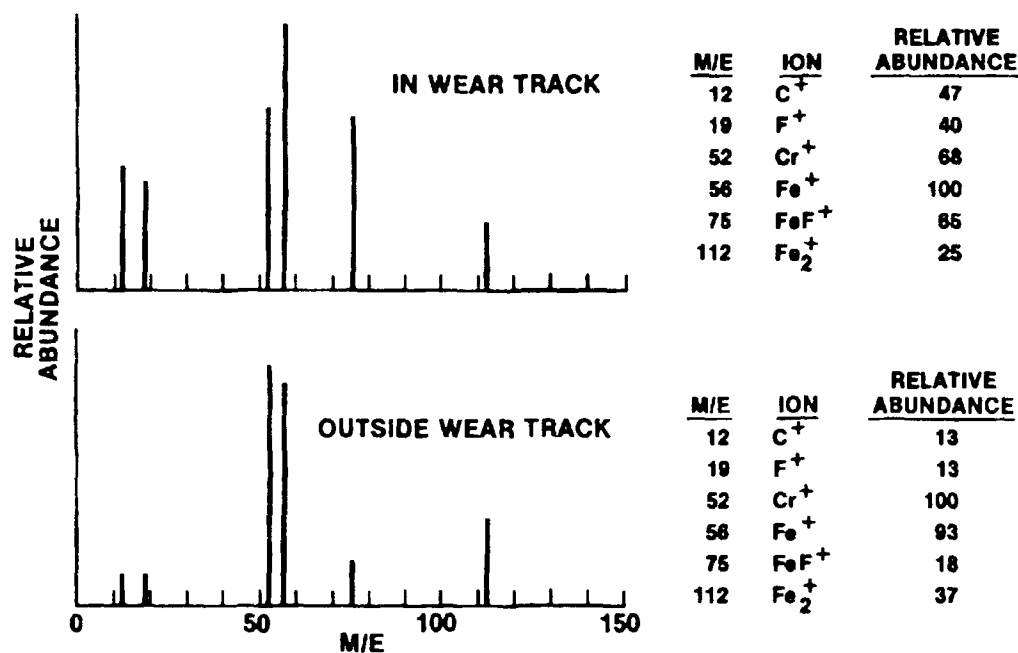 IN WEAR TRACK
RELATIVE
M/E ION ABUNDANCE
12 C+ 47
19 F+ 40
52 Cr+ 68
56 Fe+ 100
75 FeF+ 65
112 Fe2+ 25
RELATIVE
ABUNDANCE
OUTSIDE WEAR TRACK
RELATIVE
M/E ION ABUNDANCE
12 C+ 13
19 F+ 13
52 Cr+ 100
56 Fe+ 93
75 FeF+ 18
112 Fe2+ 37
0 50 100 150
M/E